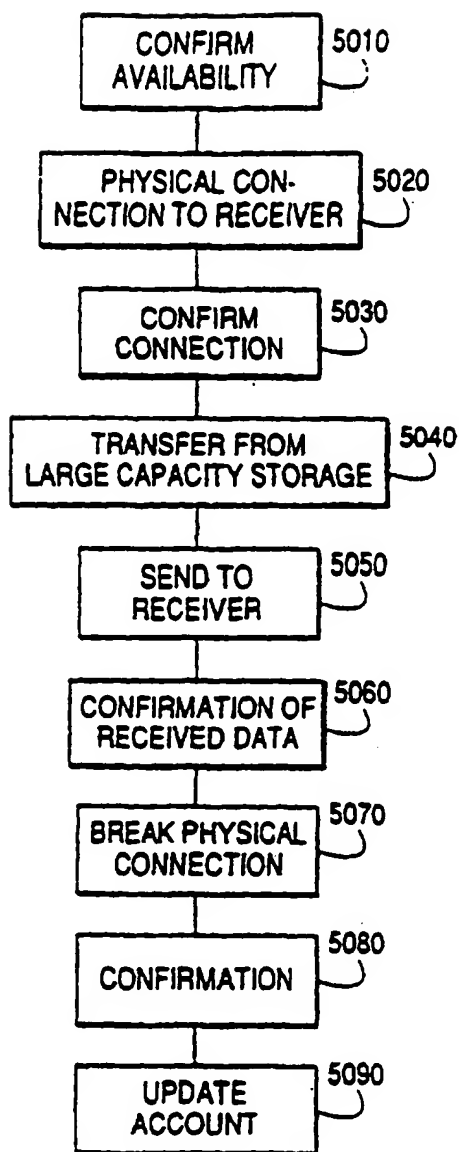 CONFIRM
AVAILABILITY
5010
PHYSICAL CON-
NECTION TO RECEIVER
5020
CONFIRM
CONNECTION
5030
TRANSFER FROM
LARGE CAPACITY STORAGE
5040
SEND TO
RECEIVER
5050
CONFIRMATION OF
RECEIVED DATA
5060
BREAK PHYSICAL
CONNECTION
5070
CONFIRMATION
5080
UPDATE
ACCOUNT
5090